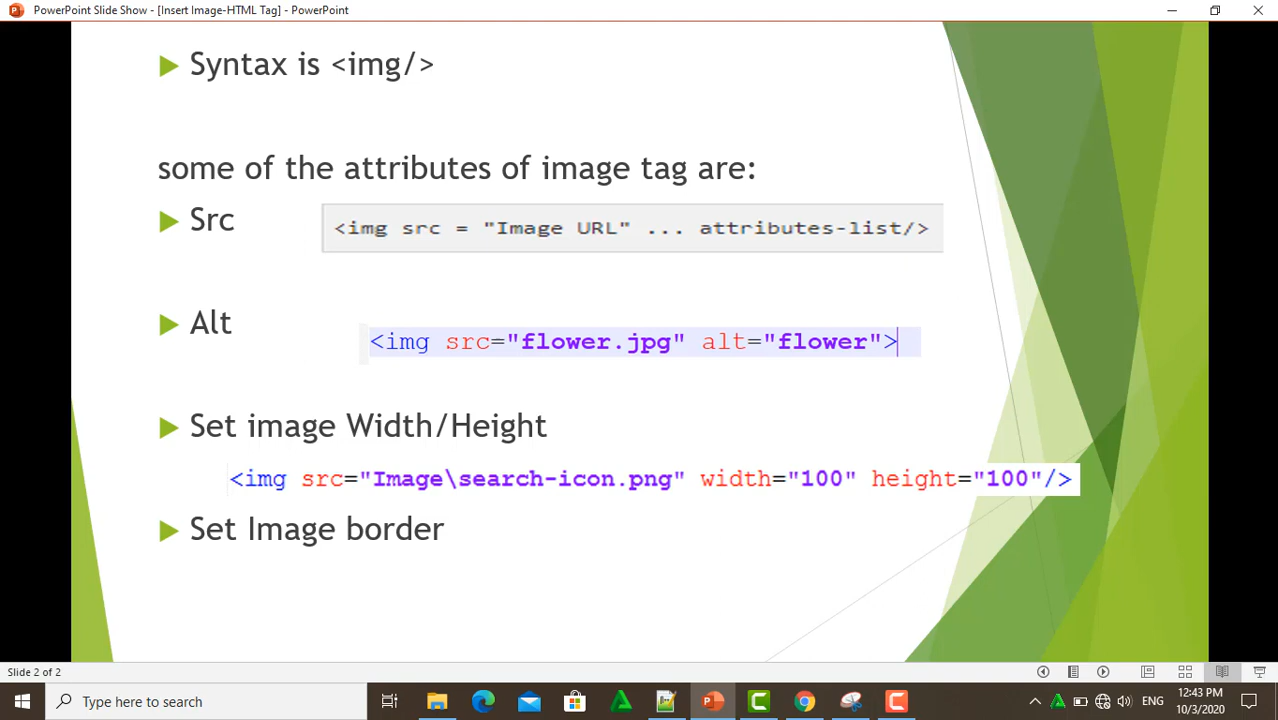 PowerPoint Slide Show - [Insert Image-HTML Tag] - PowerPoint
Syntax is <img/>
some of the attributes of image tag are:
Src
<img src = "Image URL" ... attributes-list/>
Alt
<img src="flower.jpg" alt="flower">
Set image Width/Height
<img src="Image\search-icon.png" width="100" height="100"/>
Set Image border
Slide 2 of 2
Type here to search
ENG
12:43 PM
10/3/2020